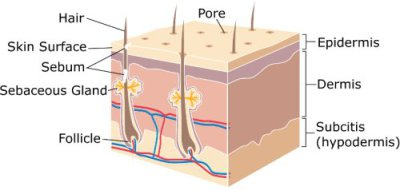 Hair
Pore
Skin Surface
Sebum
Sebaceous Gland
Follicle
Epidermis
Dermis
Subcitis
(hypodermis)